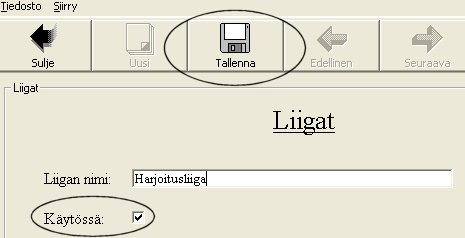 Tiedosto Siirry
Sulje Uusi Tallenna Edellinen Seuraava
Liigat
Liigat
Liigan nimi: Harjoitusliiga
Käytössä: